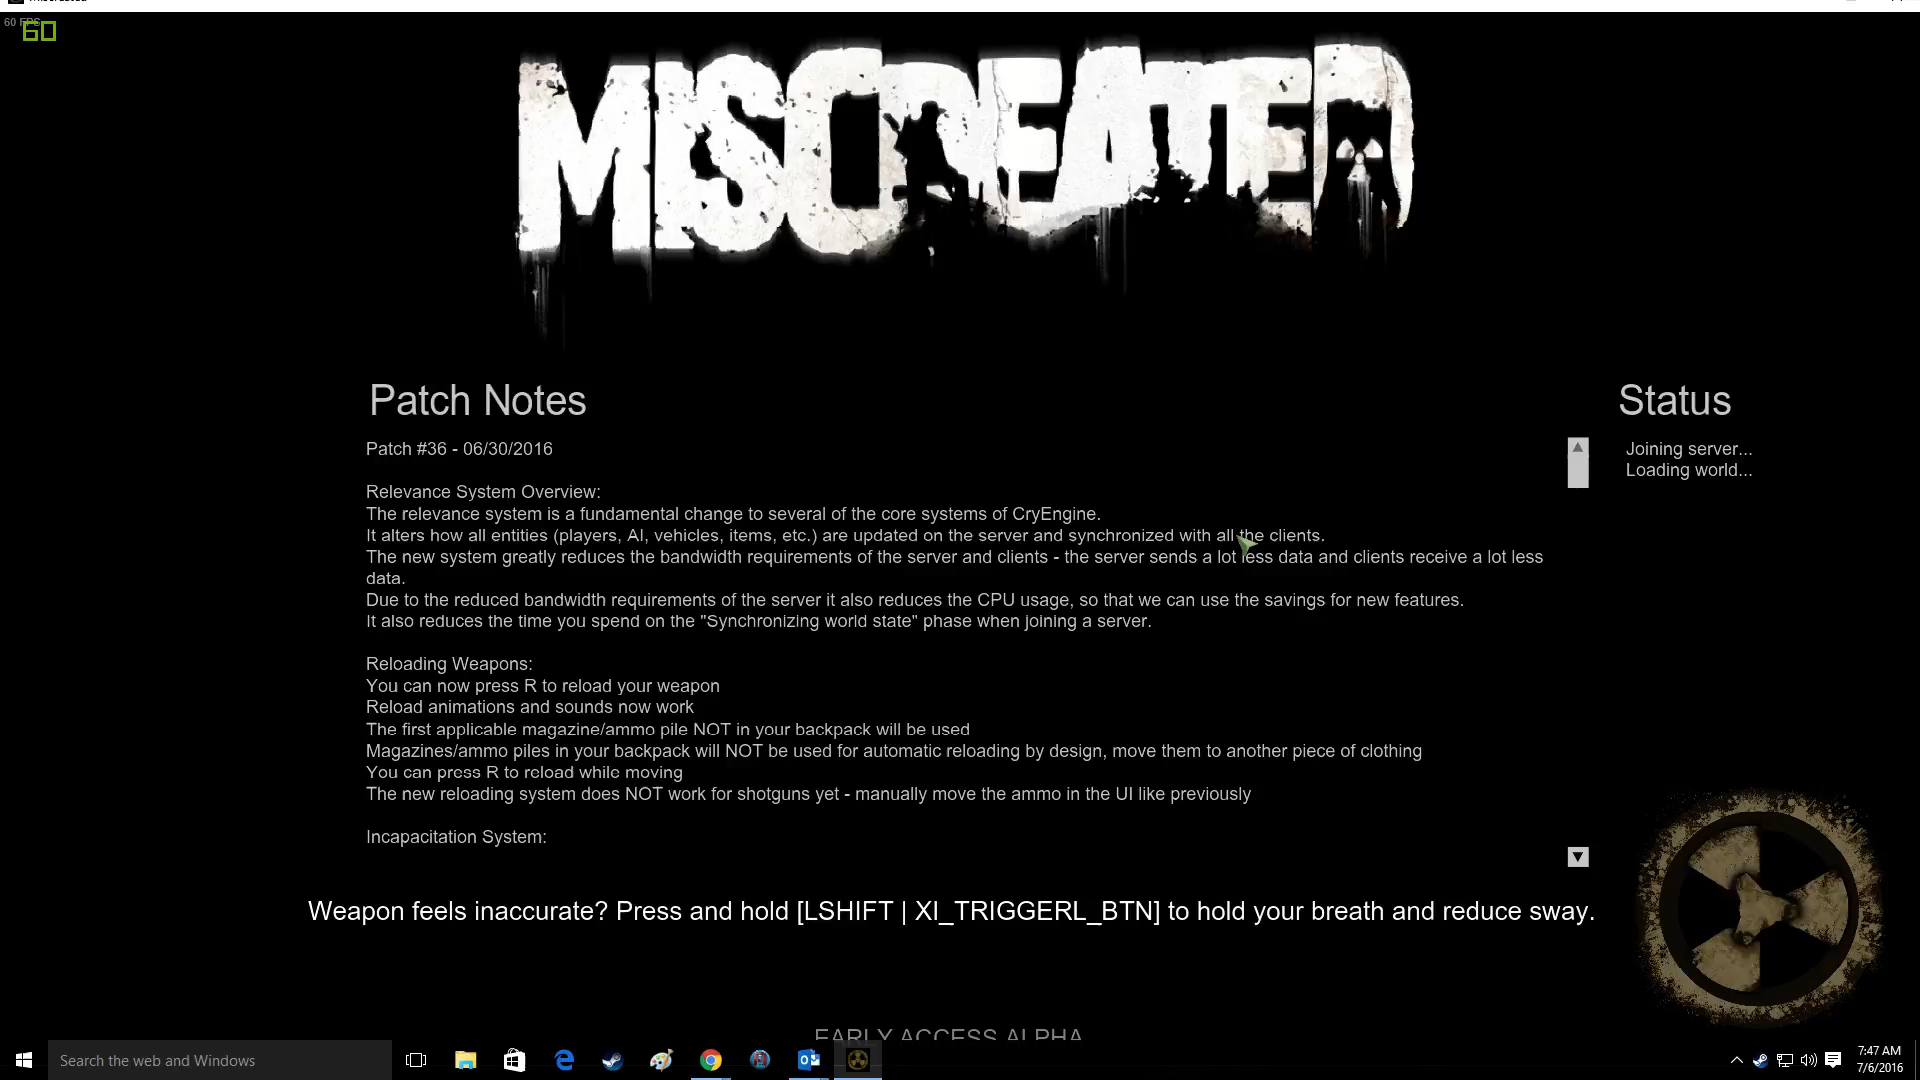 60 FPS
60
MISCREATED
Patch Notes
Status
Patch #36 - 06/30/2016
Joining server...
Loading world...
Relevance System Overview:
The relevance system is a fundamental change to several of the core systems of CryEngine.
It alters how all entities (players, AI, vehicles, items, etc.) are updated on the server and synchronized with all the clients.
The new system greatly reduces the bandwidth requirements of the server and clients - the server sends a lot less data and clients receive a lot less
data.
Due to the reduced bandwidth requirements of the server it also reduces the CPU usage, so that we can use the savings for new features.
It also reduces the time you spend on the "Synchronizing world state" phase when joining a server.
Reloading Weapons:
You can now press R to reload your weapon
Reload animations and sounds now work
The first applicable magazine/ammo pile NOT in your backpack will be used
Magazines/ammo piles in your backpack will NOT be used for automatic reloading by design, move them to another piece of clothing
You can press R to reload while moving
The new reloading system does NOT work for shotguns yet - manually move the ammo in the UI like previously
Incapacitation System:
Weapon feels inaccurate? Press and hold [LSHIFT | XI_TRIGGERL_BTN] to hold your breath and reduce sway.
EARLY ACCESS ALPHA
Search the web and Windows
7:47 AM
7/6/2016